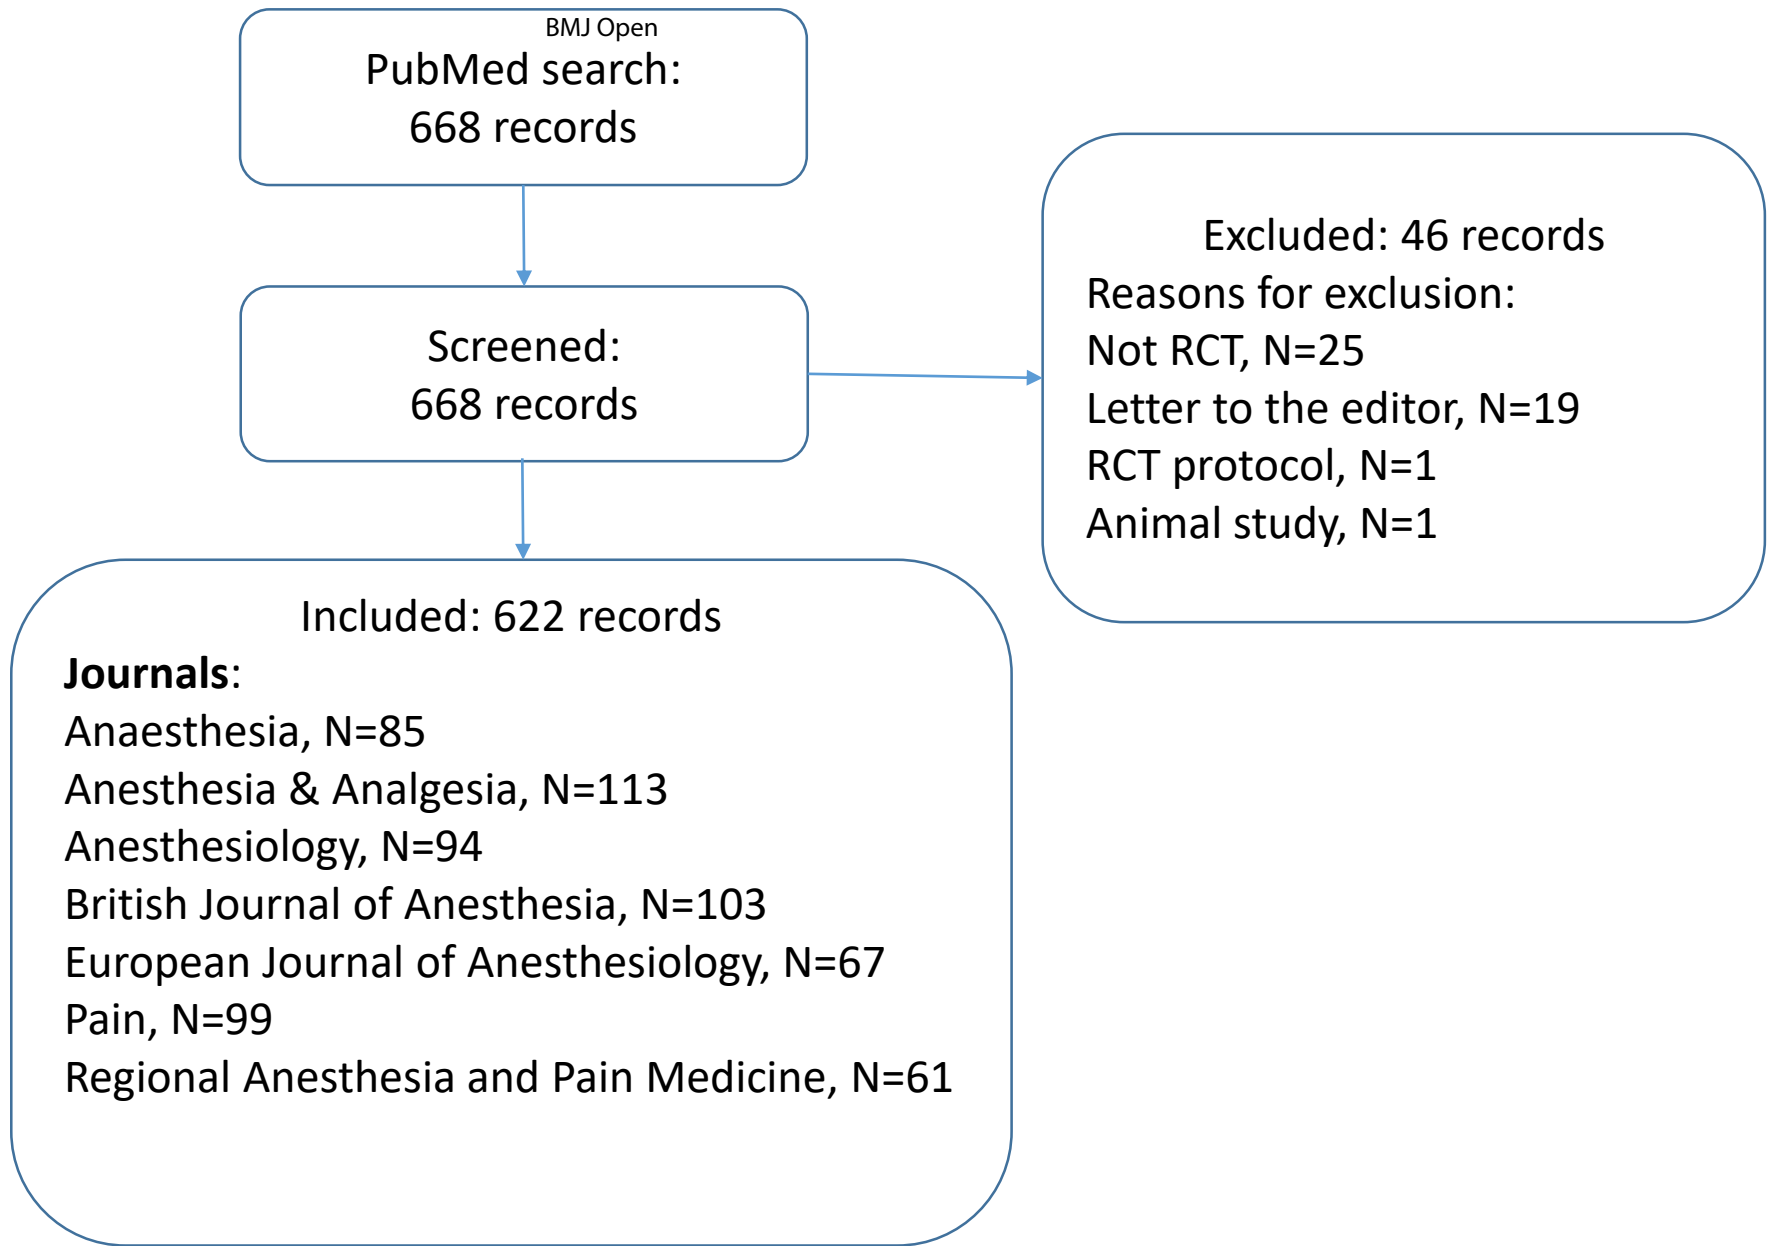 BMJ Open
PubMed search:
668 records
Screened:
668 records
Excluded: 46 records
Reasons for exclusion:
Not RCT, N=25
Letter to the editor, N=19
RCT protocol, N=1
Animal study, N=1
Included: 622 records
Journals:
Anaesthesia, N=85
Anesthesia & Analgesia, N=113
Anesthesiology, N=94
British Journal of Anesthesia, N=103
European Journal of Anesthesiology, N=67
Pain, N=99
Regional Anesthesia and Pain Medicine, N=61